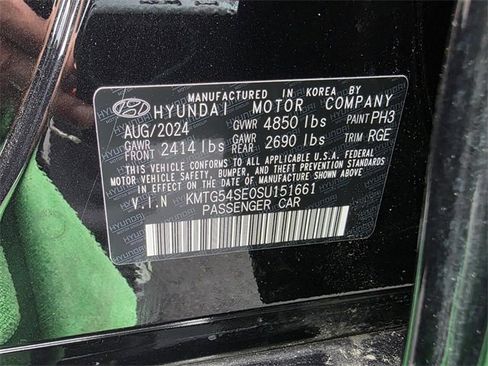 MANUFACTURED IN KOREA BY
HYUNDAI MOTOR COMPANY
AUG/2024 GVWR 4850 lbs PAINT PH3
GAWR FRONT 2414 lbs GAWR REAR 2690 lbs TRIM RGE
THIS VEHICLE CONFORMS TO ALL APPLICABLE U.S.A. FEDERAL
MOTOR VEHICLE SAFETY, BUMPER, AND THEFT PREVENTION STANDARDS
IN EFFECT ON THE DATE OF MANUFACTURE SHOWN ABOVE.
V.I.N KMTG54SE0SU151661
PASSENGER CAR